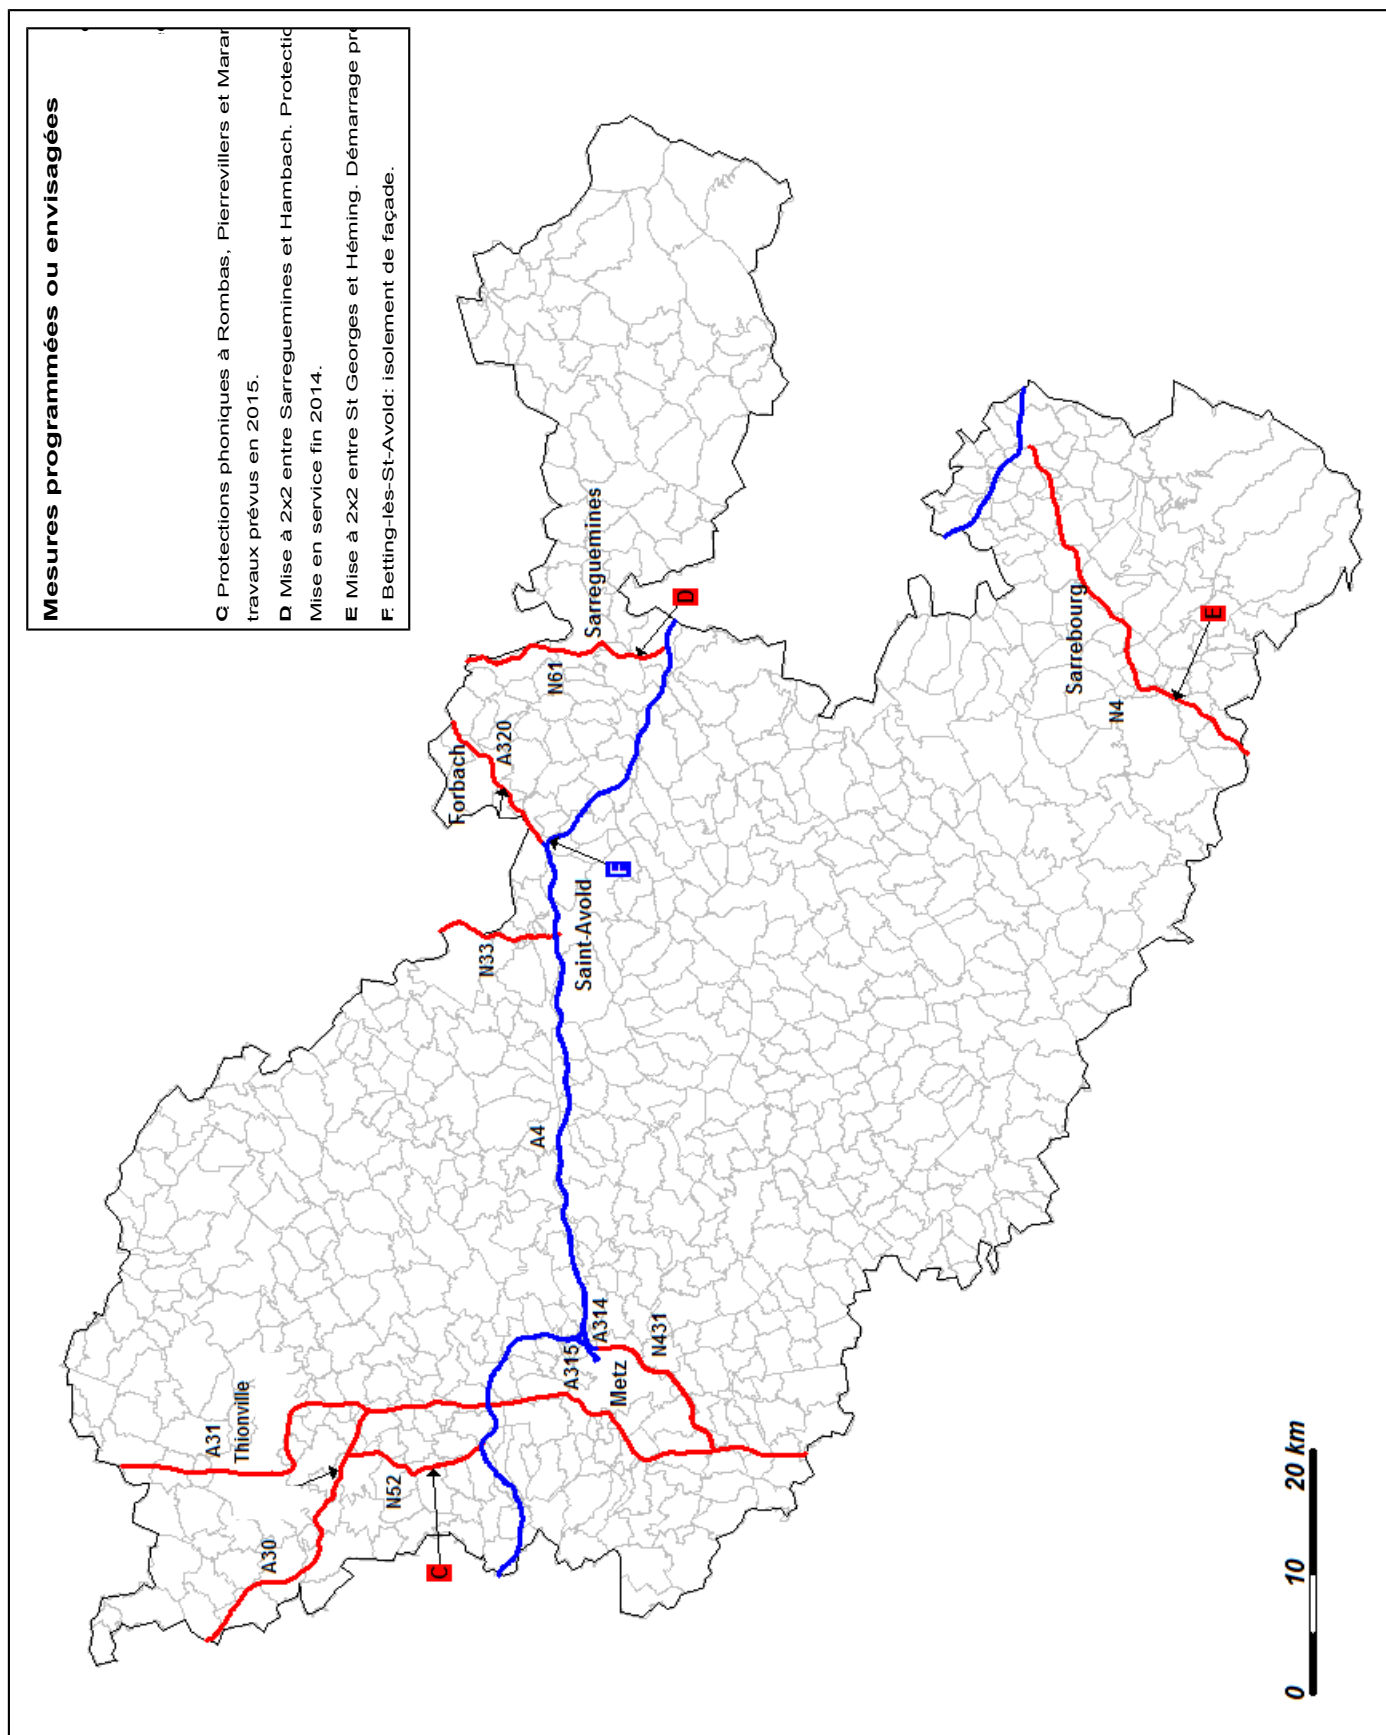 Mesures programmées ou envisagées
C Protections phoniques à Rombas, Pierrevillers et
travaux prévus en 2015.
D Mise à 2x2 entre Sarreguemines et Hambach.
Mise en service fin 2014.
E Mise à 2x2 entre St Georges et Héming. Démarrage
F Betting-lès-St-Avold: isolement de façade.
A30
A31
Thionville
N52
C
A315
A314
Metz
N431
A4
N33
Saint-Avold
F
Forbach
A320
N61
Sarreguemines
D
Sarrebourg
N4
E
0 10 20 km